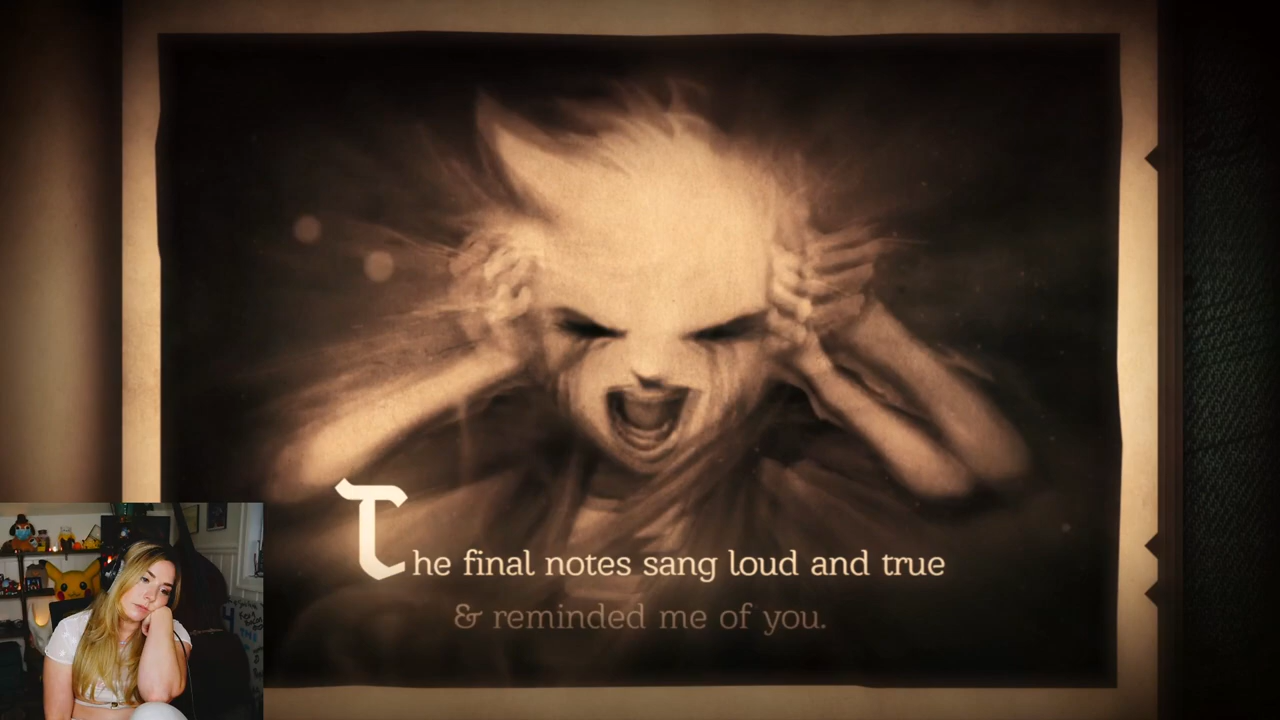 The final notes sang loud and true
& reminded me of you.